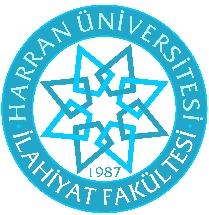 HARRAN ÜNİVERSİTESİ
1987
İLAHİYAT FAKÜLTESİ